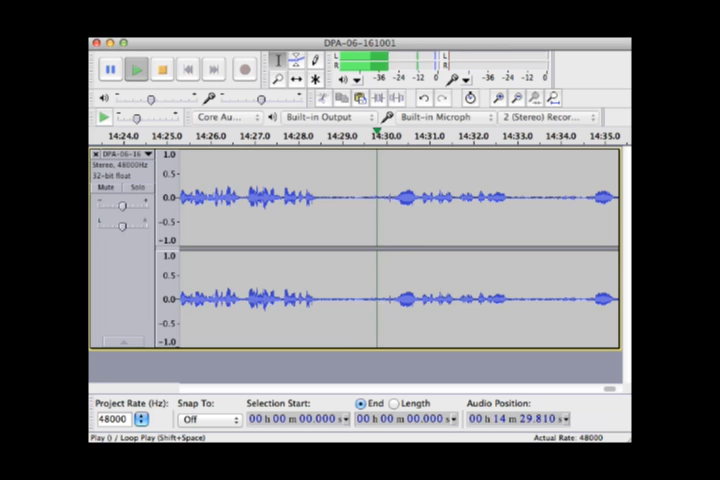 DPA-06-161001
L
R
-36 -24 -12 0
L
R
-36 -24 -12 0
Core Au...
Built-in Output
Built-in Microph
2 (Stereo) Recor...
14:24.0 14:25.0 14:26.0 14:27.0 14:28.0 14:29.0 14:30.0 14:31.0 14:32.0 14:33.0 14:34.0 14:35.0
DPA-06-16
Stereo, 48000Hz
32-bit float
Mute Solo
- +
L R
1.0
0.5-
0.0-
-0.5-
-1.0
1.0
0.5-
0.0-
-0.5-
-1.0
Project Rate (Hz): Snap To: Selection Start: End Length Audio Position:
48000 Off 00 h 00 m 00.000 s 00 h 00 m 00.000 s 00 h 14 m 29.810 s
Play () / Loop Play (Shift+Space) Actual Rate: 48000